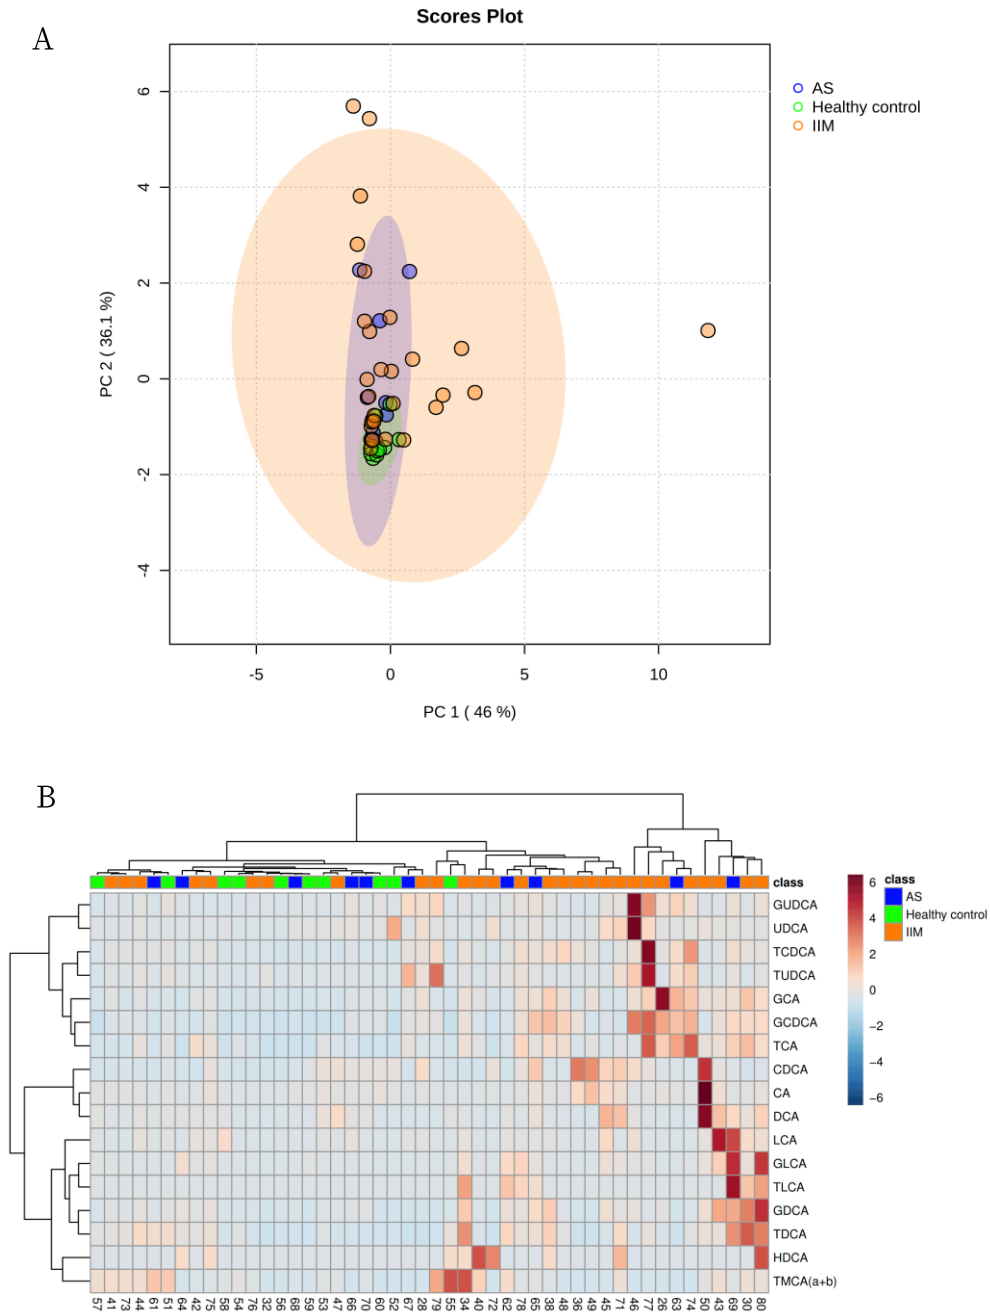 Scores Plot
A
AS
Healthy control
IIM
6
4
2
0
-2
-4
PC 2 ( 36.1 %)
-5 0 5 10
PC 1 ( 46 %)
B
class
GUDCA
UDCA
TCDCA
TUDCA
GCA
GCDCA
TCA
CDCA
CA
DCA
LCA
GLCA
TLCA
GDCA
TDCA
HDCA
TMCA(a+b)
57 41 73 44 61 51 64 42 75 58 54 76 32 56 68 59 53 47 66 70 60 52 67 28 79 55 34 40 72 62 78 65 38 48 36 49 45 71 46 77 26 63 74 50 43 69 30 80
6
4
2
0
−2
−4
−6
class
AS
Healthy control
IIM